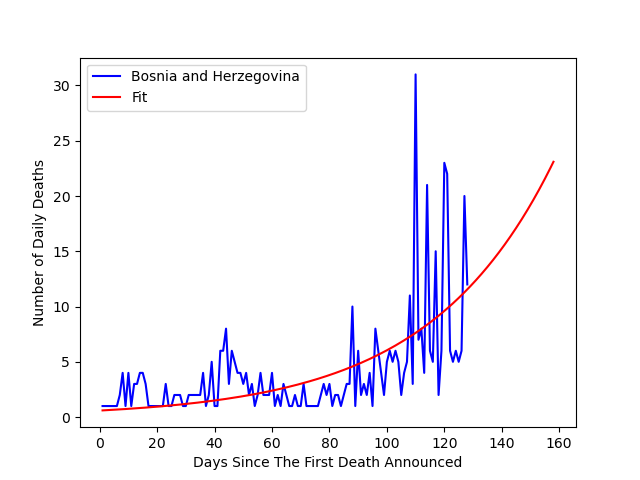 Bosnia and Herzegovina
Fit
30
25
20
15
10
5
0
Number of Daily Deaths
0 20 40 60 80 100 120 140 160
Days Since The First Death Announced